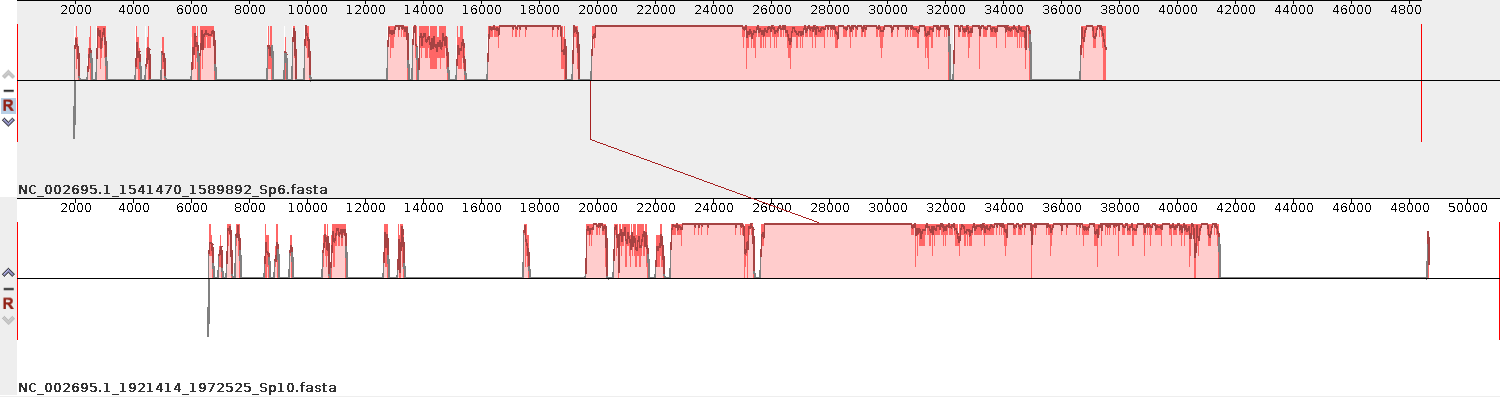 2000 4000 6000 8000 10000 12000 14000 16000 18000 20000 22000 24000 26000 28000 30000 32000 34000 36000 38000 40000 42000 44000 46000 48000
R
NC_002695.1_1541470_1589892_Sp6.fasta
2000 4000 6000 8000 10000 12000 14000 16000 18000 20000 22000 24000 26000 28000 30000 32000 34000 36000 38000 40000 42000 44000 46000 48000 50000
R
NC_002695.1_1921414_1972525_Sp10.fasta